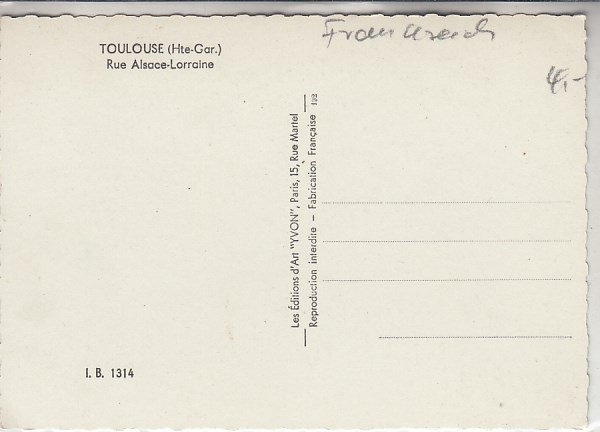 TOULOUSE (Hte-Gar.)
Rue Alsace-Lorraine
Frankreich
4,-
Les Éditions d'Art "YVON", Paris, 15, Rue Martel
Reproduction interdire – Fabrication Française
I. B. 1314